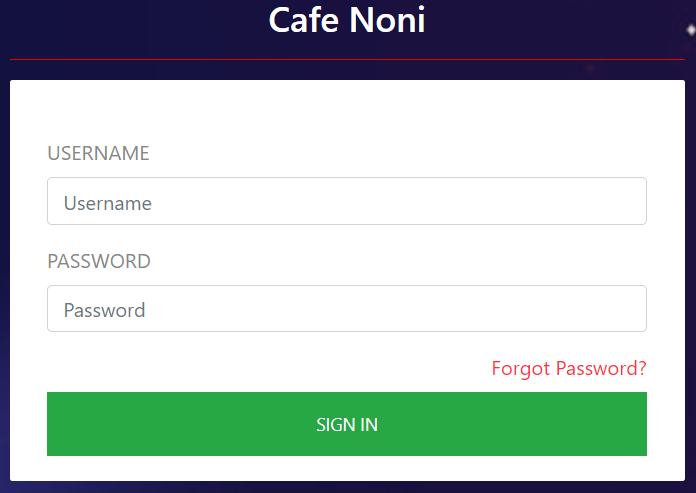 Cafe Noni
USERNAME
Username
PASSWORD
Password
Forgot Password?
SIGN IN